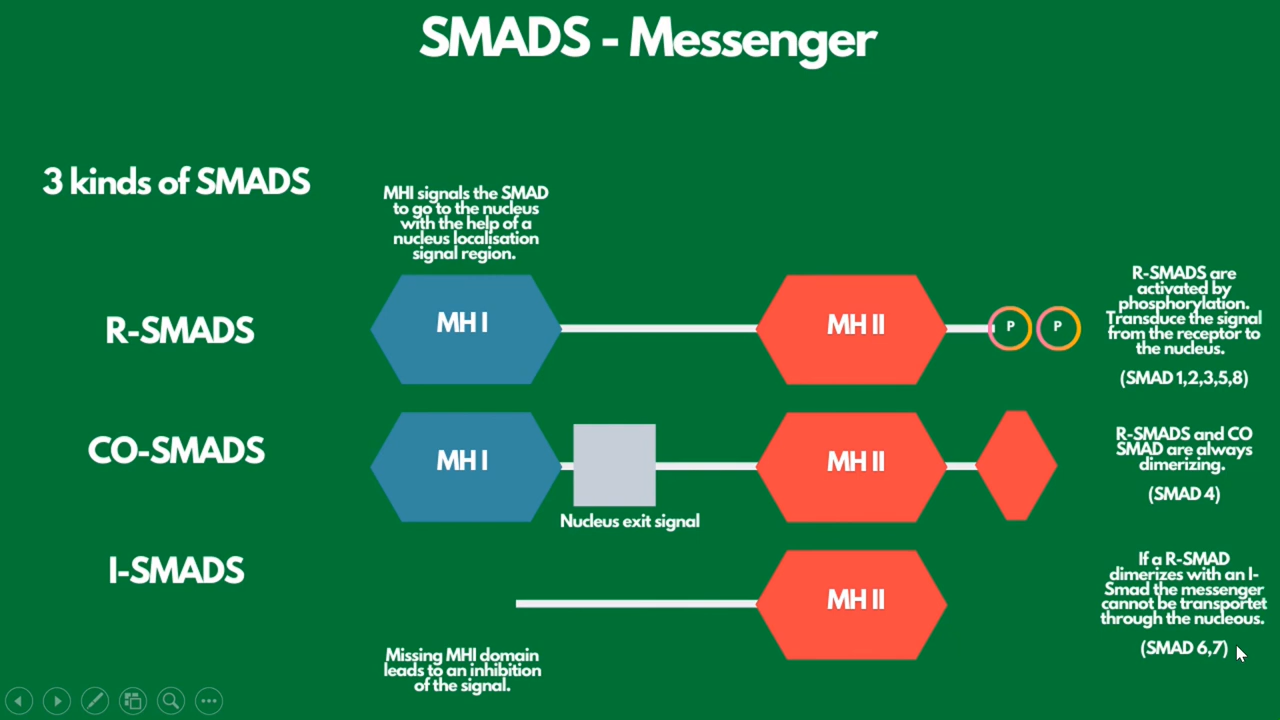 SMADS - Messenger
3 kinds of SMADS
MHI signals the SMAD
to go to the nucleus
with the help of a
nucleus localisation
signal region.
R-SMADS
MH I
MH II
P
P
R-SMADS are
activated by
phosphorylation.
Transduce the signal
from the receptor to
the nucleus.
(SMAD 1,2,3,5,8)
CO-SMADS
MH I
Nucleus exit signal
MH II
R-SMADS and CO
SMAD are always
dimerizing.
(SMAD 4)
I-SMADS
Missing MHI domain
leads to an inhibition
of the signal.
MH II
If a R-SMAD
dimerizes with an I-
Smad the messenger
cannot be transportet
through the nucleous.
(SMAD 6,7)